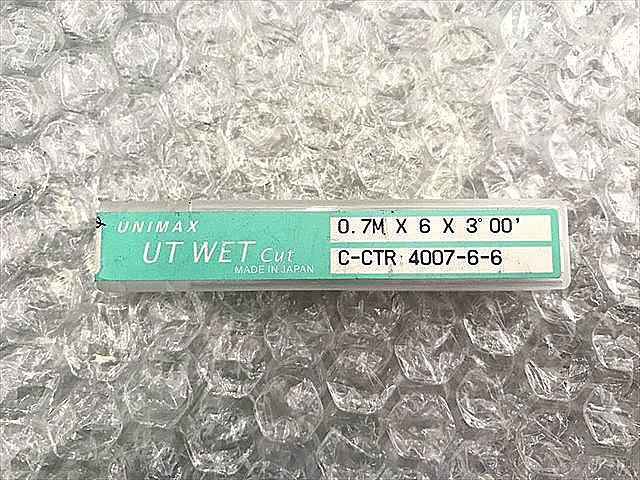 UNIMAX
UT WET Cut
MADE IN JAPAN
0.7M X 6 X 3°00'
C-CTR 4007-6-6